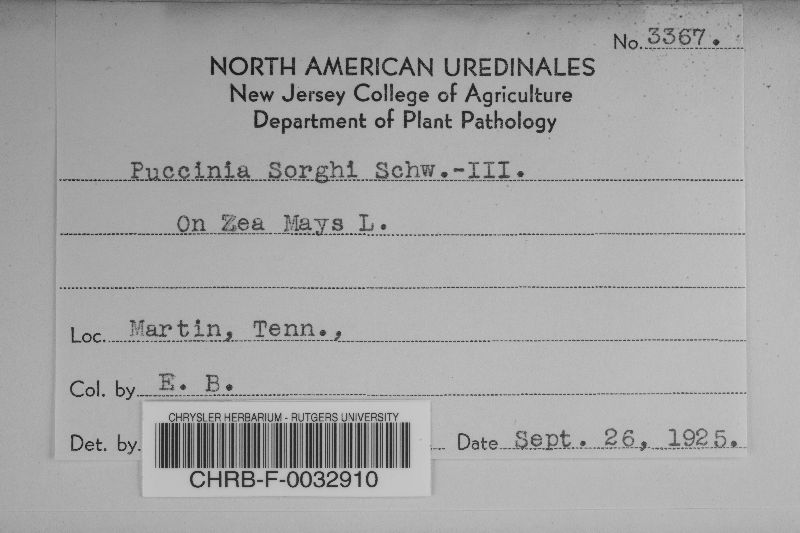 No. 3367.
NORTH AMERICAN UREDINALES
New Jersey College of Agriculture
Department of Plant Pathology
Puccinia Sorghi Schw.-III.
On Zea Mays L.
Loc. Martin, Tenn.,
Col. by E. B.
Det. by. Date Sept. 26, 1925.
CHRYSLER HERBARIUM - RUTGERS UNIVERSITY
CHRB-F-0032910